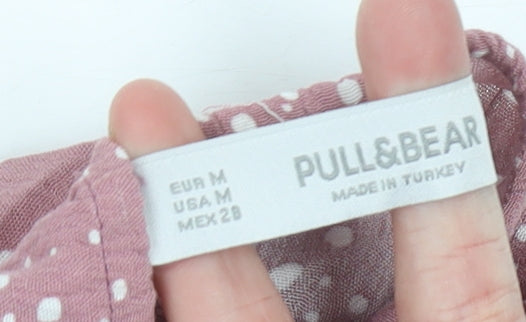 EUR M
USA M
MEX 28
PULL&BEAR
MADE IN TURKEY